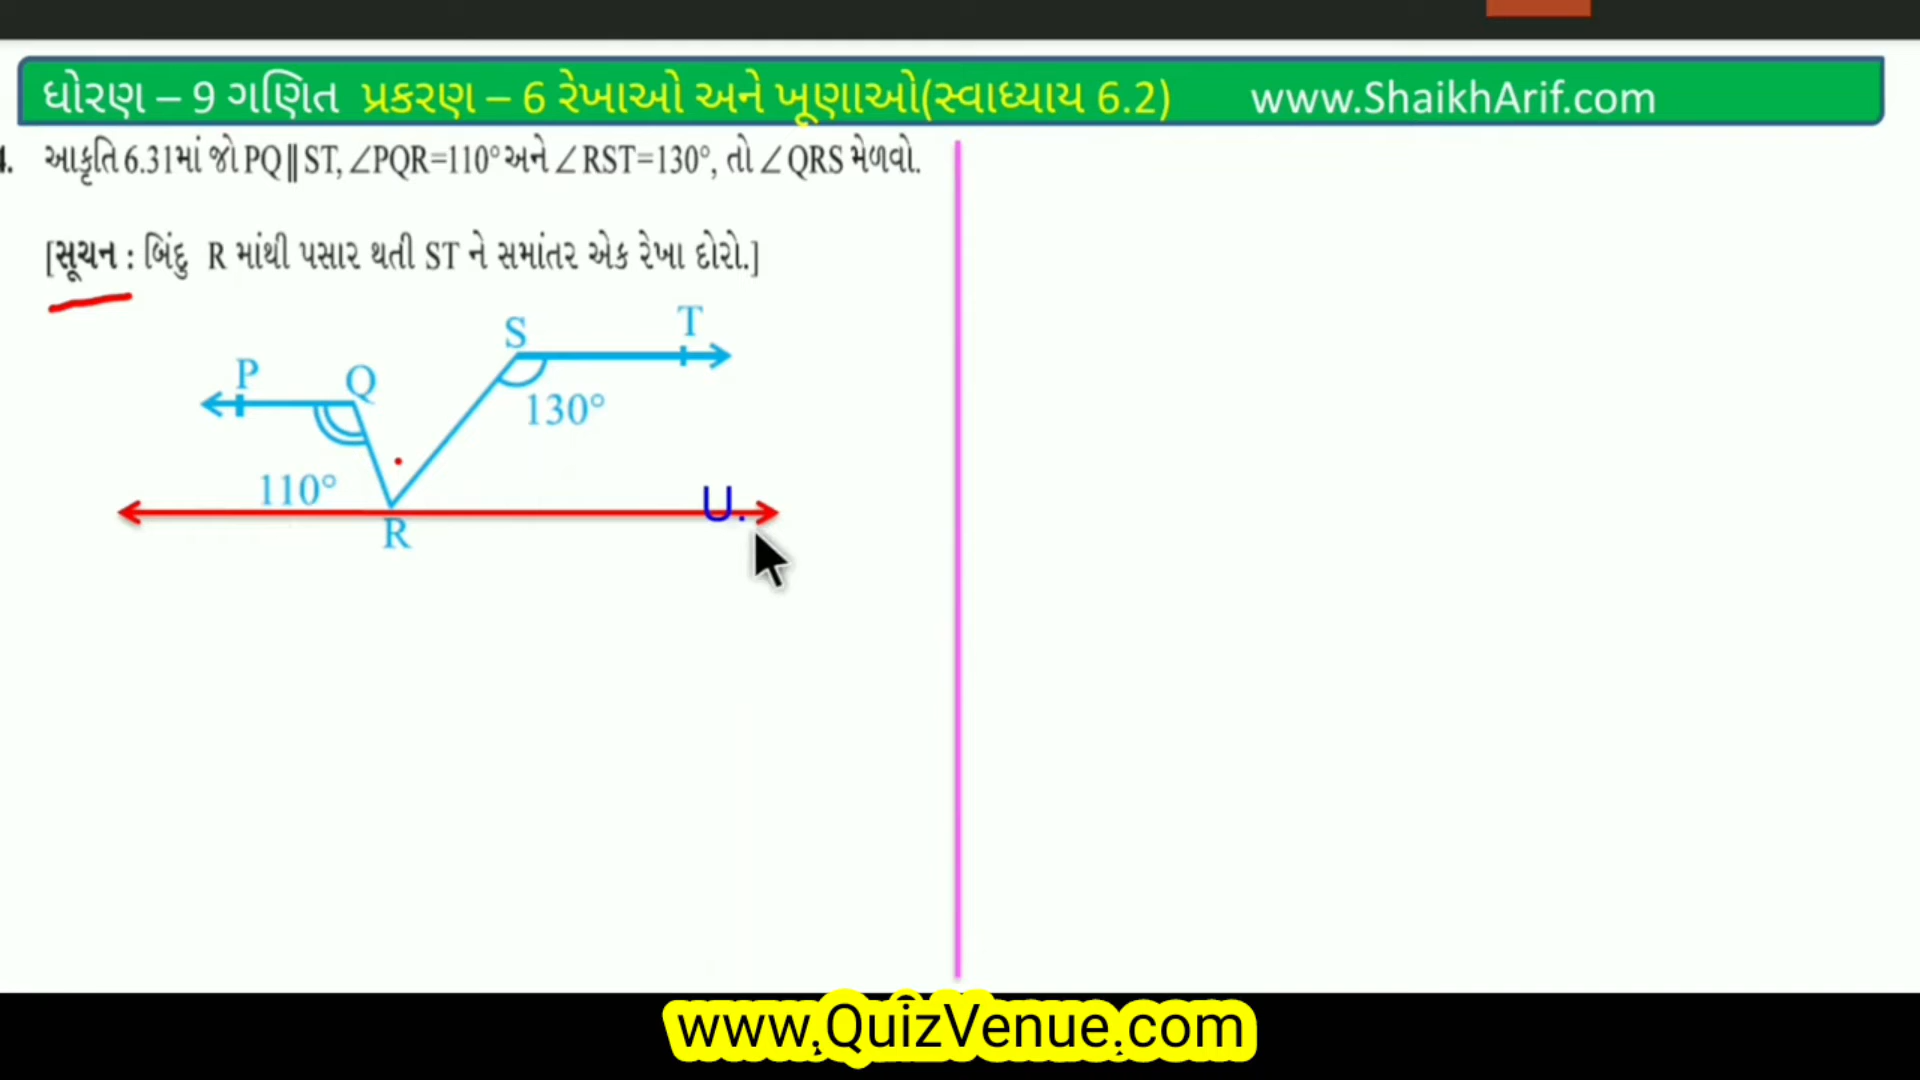 ધોરણ – 9 ગણિત પ્રકરણ – 6 રેખાઓ અને ખૂણાઓ(સ્વાધ્યાય 6.2) www.ShaikhArif.com
4. આકૃતિ 6.31માં જો PQ || ST, ∠PQR=110° અને ∠RST=130°, તો ∠QRS મેળવો.
[સૂચન : બિંદુ R માંથી પસાર થતી ST ને સમાંતર એક રેખા દોરો.]
S T
P Q
130°
110°
U.
R
www.QuizVenue.com